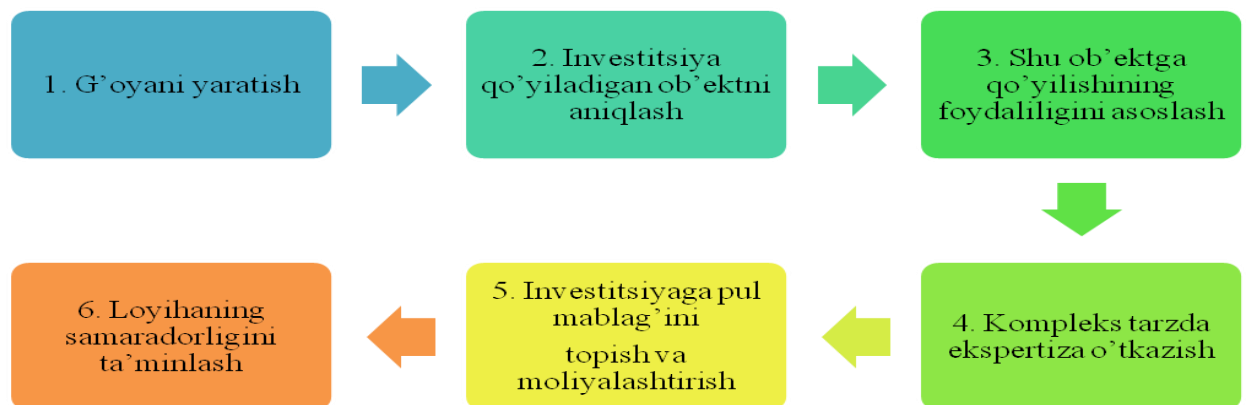 1. G’oyani yaratish
2. Investitsiya
qo’yiladigan ob’ektni
aniqlash
3. Shu ob’ektga
qo’yilishining
foydaliligini asoslash
4. Kompleks tarzda
ekspertiza o’tkazish
5. Investitsiyaga pul
mablag’ini
topish va
moliyalashtirish
6. Loyihaning
samaradorligini
ta’minlash